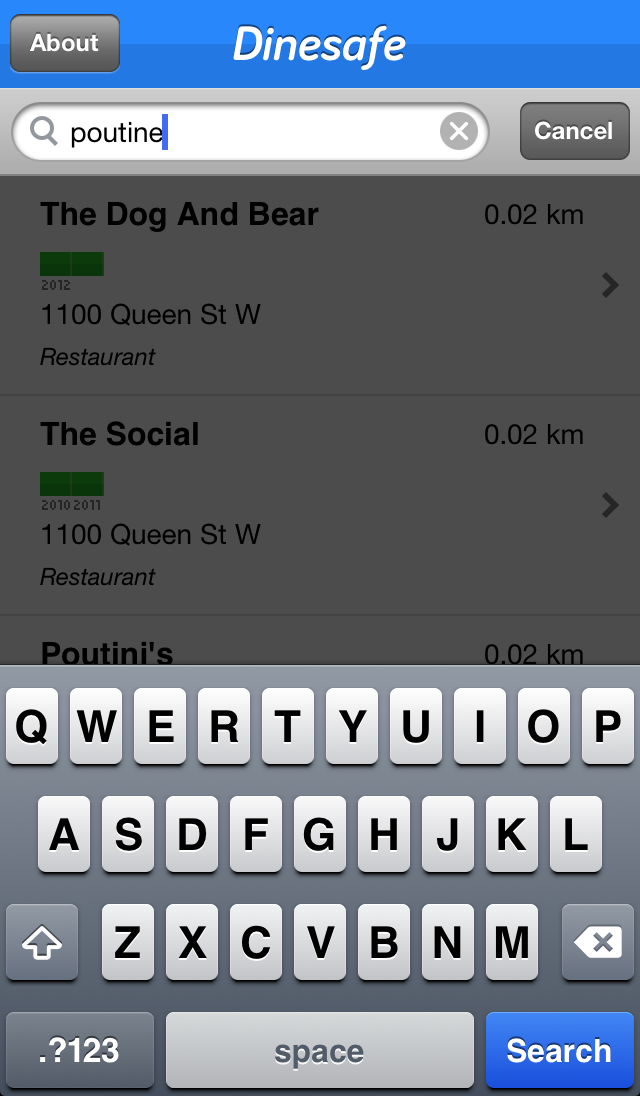 About
Dinesafe
poutine
Cancel
The Dog And Bear 0.02 km
2012
1100 Queen St W
Restaurant
The Social 0.02 km
2010 2011
1100 Queen St W
Restaurant
Poutini's 0.02 km
Q W E R T Y U I O P
A S D F G H J K L
Z X C V B N M
.?123 space Search